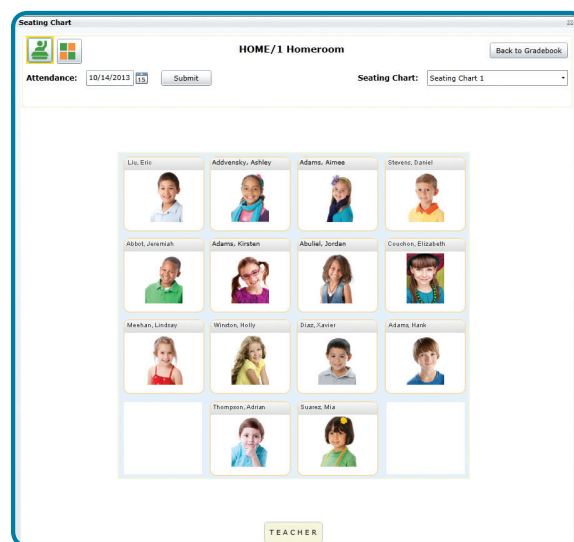 Seating Chart
HOME/1 Homeroom
Back to Gradebook
Attendance: 10/14/2013 15 Submit Seating Chart: Seating Chart 1
Liu, Eric Addvensky, Ashley Adams, Aimee Stevens, Daniel
Abbot, Jeremiah Adams, Kirsten Abuliel, Jordan Couchon, Elizabeth
Meehan, Lindsay Winston, Holly Diaz, Xavier Adams, Hank
Thompson, Adrian Suarez, Mia
TEACHER